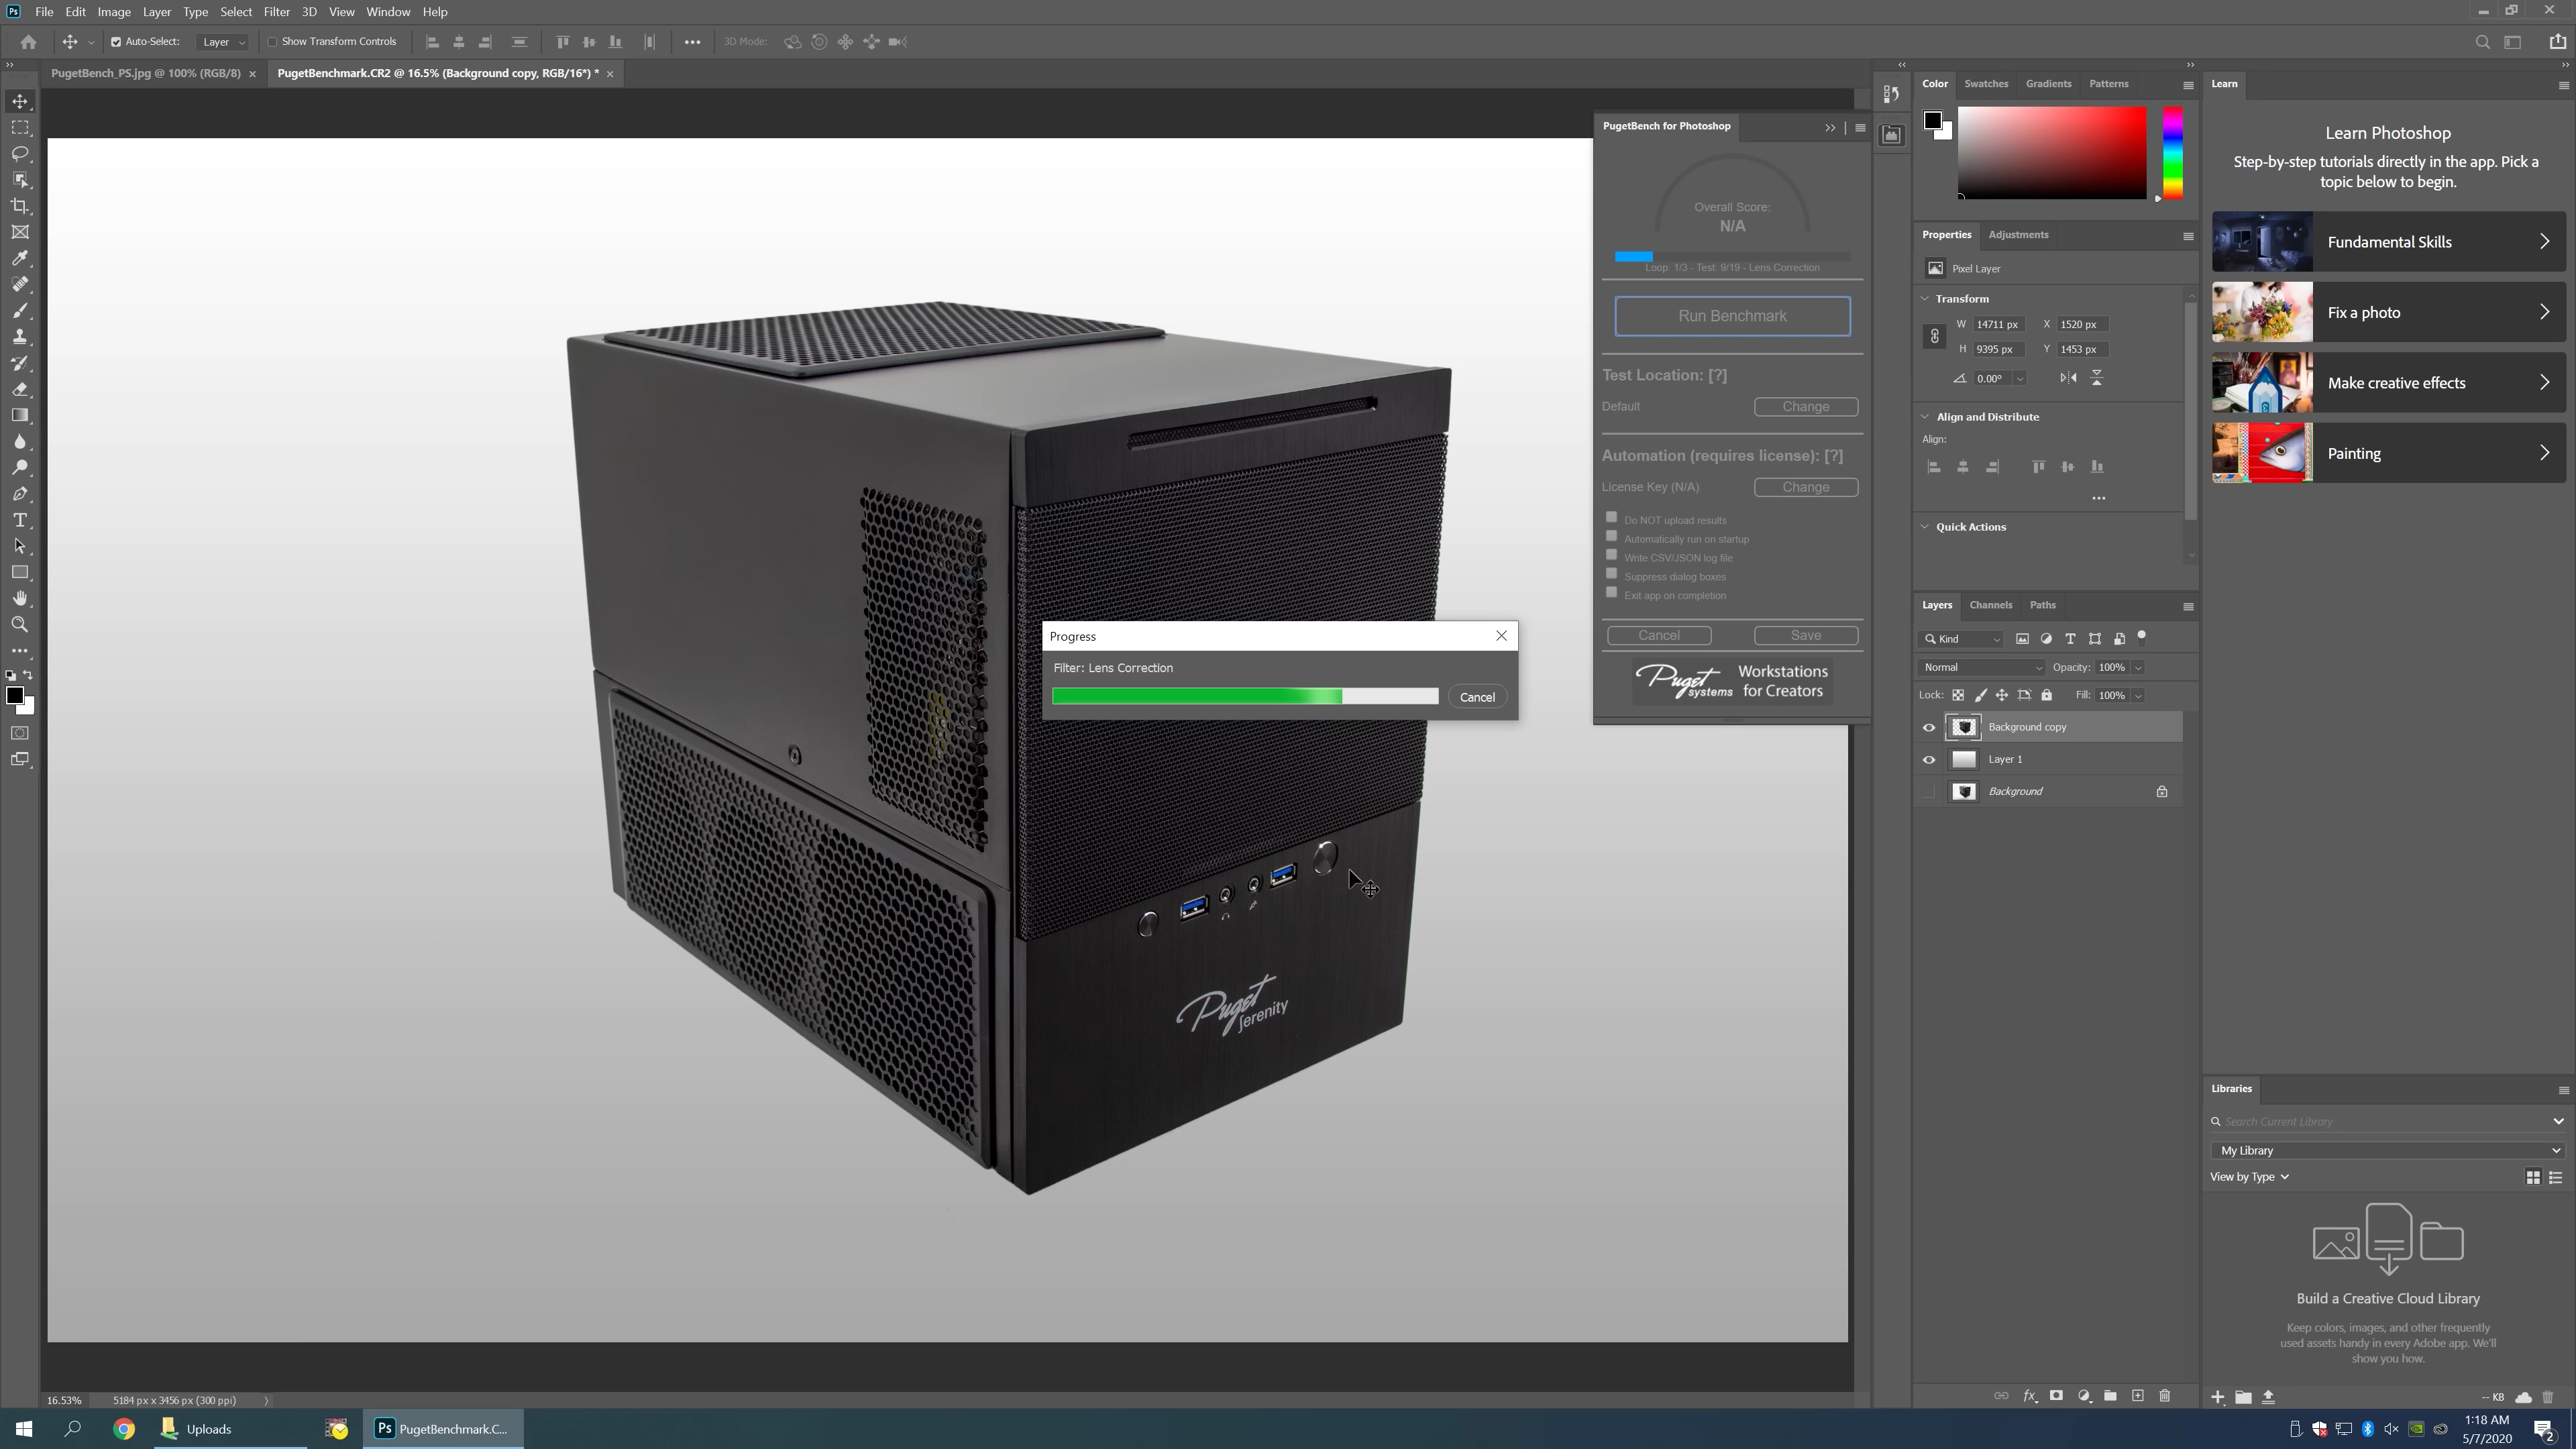 Ps File Edit Image Layer Type Select Filter 3D View Window Help
Auto-Select: Layer Show Transform Controls 3D Mode:
PugetBench_PS.jpg @ 100% (RGB/8) PugetBenchmark.CR2 @ 16.5% (Background copy, RGB/16*) *
PugetBench for Photoshop
Overall Score:
N/A
Loop: 1/3 - Test: 9/19 - Lens Correction
Run Benchmark
Test Location: [?]
Default Change
Automation (requires license): [?]
License Key (N/A) Change
Do NOT upload results
Automatically run on startup
Write CSV/JSON log file
Suppress dialog boxes
Exit app on completion
Cancel Save
Puget systems Workstations
for Creators
Progress
Filter: Lens Correction
Cancel
Puget
Serenity
Color Swatches Gradients Patterns
Properties Adjustments
Pixel Layer
Transform
W 14711 px X 1520 px
H 9395 px Y 1453 px
0.00°
Align and Distribute
Align:
Quick Actions
Layers Channels Paths
Kind
Normal Opacity: 100%
Lock: Fill: 100%
Background copy
Layer 1
Background
fx
Learn
Learn Photoshop
Step-by-step tutorials directly in the app. Pick a
topic below to begin.
Fundamental Skills
Fix a photo
Make creative effects
Painting
Libraries
Search Current Library
My Library
View by Type
Build a Creative Cloud Library
Keep colors, images, and other frequently
used assets handy in every Adobe app. We'll
show you how.
-- KB
16.53% 5184 px x 3456 px (300 ppi)
Uploads
Ps PugetBenchmark.C...
1:18 AM
5/7/2020
2